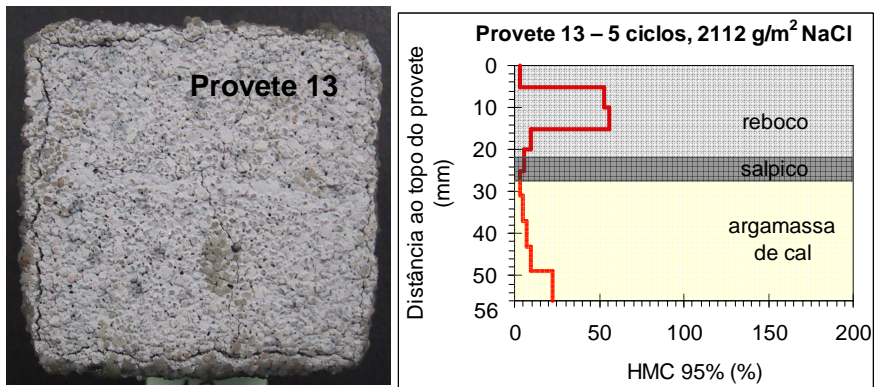 Provete 13
Provete 13 – 5 ciclos, 2112 g/m² NaCl
Distância ao topo do provete
(mm)
0
10
20
30
40
50
56
reboco
salpico
argamassa
de cal
0
50
100
150
200
HMC 95% (%)